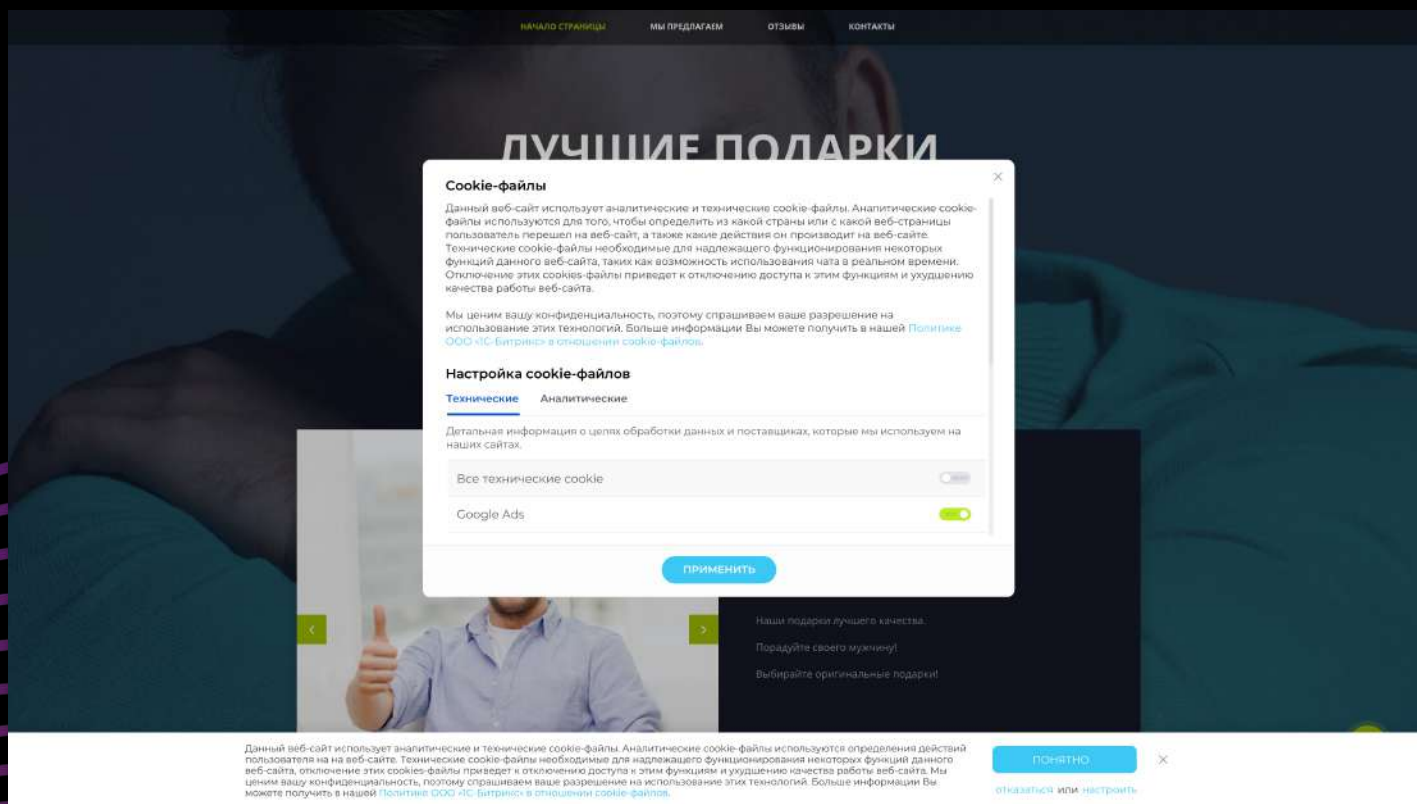 НАЧАЛО СТРАНИЦЫ МЫ ПРЕДЛАГАЕМ ОТЗЫВЫ КОНТАКТЫ
ЛУЧШИЕ ПОДАРКИ
Cookie-файлы
Данный веб-сайт использует аналитические и технические cookie-файлы. Аналитические cookie-
файлы используются для того, чтобы определить из какой страны или с какой веб-страницы
пользователь перешел на веб-сайт, а также какие действия он производит на веб-сайте.
Технические cookie-файлы необходимые для надлежащего функционирования некоторых
функций данного веб-сайта, таких как возможность использования чата в реальном времени.
Отключение этих cookies-файлы приведет к отключению доступа к этим функциям и ухудшению
качества работы веб-сайта.
Мы ценим вашу конфиденциальность, поэтому спрашиваем ваше разрешение на
использование этих технологий. Больше информации Вы можете получить в нашей Политике
ООО «1С-Битрикс» в отношении cookie-файлов.
Настройка cookie-файлов
Технические Аналитические
Детальная информация о целях обработки данных и поставщиках, которые мы используем на
наших сайтах.
Все технические cookie
Google Ads
ПРИМЕНИТЬ
Наши подарки лучшего качества.
Порадуйте своего мужчину!
Выбирайте оригинальные подарки!
Данный веб-сайт использует аналитические и технические cookie-файлы. Аналитические cookie-файлы используются определения действий
пользователя на на веб-сайте. Технические cookie-файлы необходимые для надлежащего функционирования некоторых функций данного
веб-сайта, отключение этих cookies-файлы приведет к отключению доступа к этим функциям и ухудшению качества работы веб-сайта. Мы
ценим вашу конфиденциальность, поэтому спрашиваем ваше разрешение на использование этих технологий. Больше информации Вы
можете получить в нашей Политике ООО «1С-Битрикс» в отношении cookie-файлов.
ПОНЯТНО
отказаться или настроить